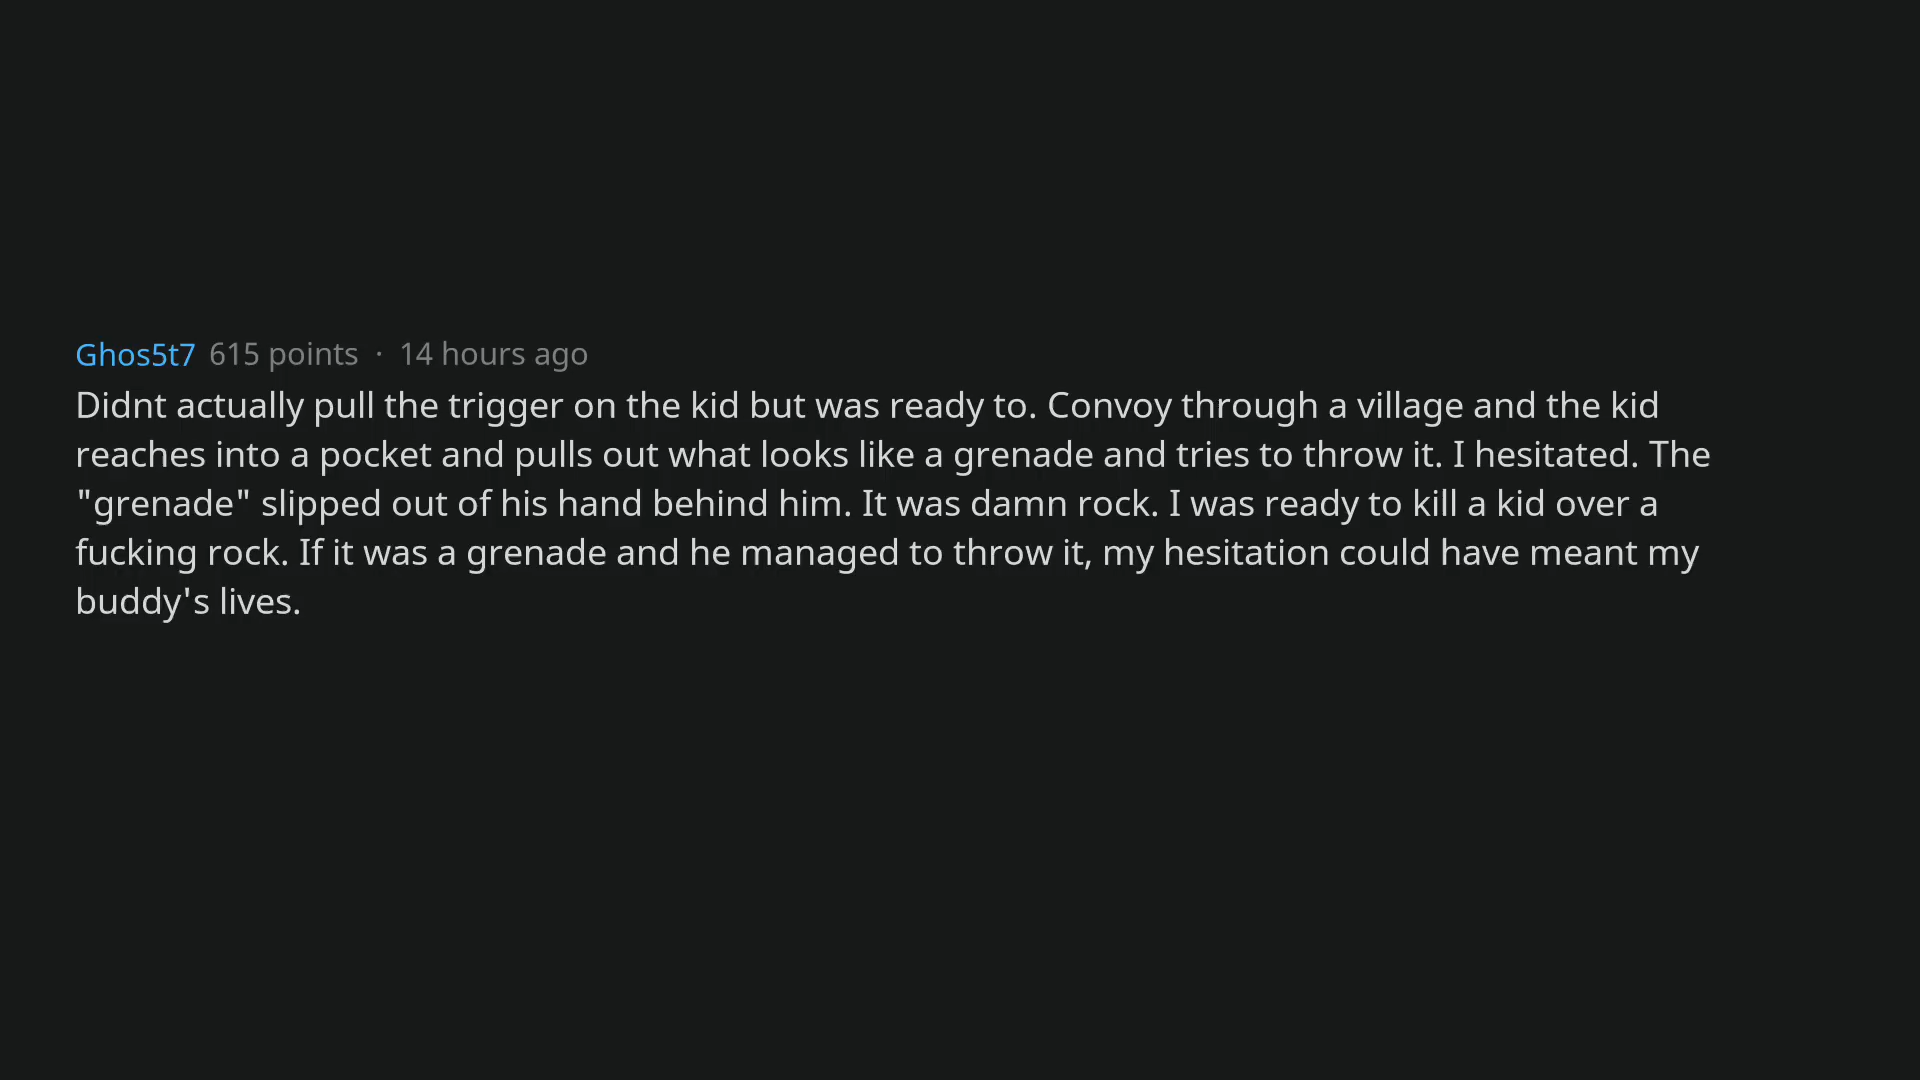 Ghos5t7 615 points · 14 hours ago
Didnt actually pull the trigger on the kid but was ready to. Convoy through a village and the kid
reaches into a pocket and pulls out what looks like a grenade and tries to throw it. I hesitated. The
"grenade" slipped out of his hand behind him. It was damn rock. I was ready to kill a kid over a
fucking rock. If it was a grenade and he managed to throw it, my hesitation could have meant my
buddy's lives.